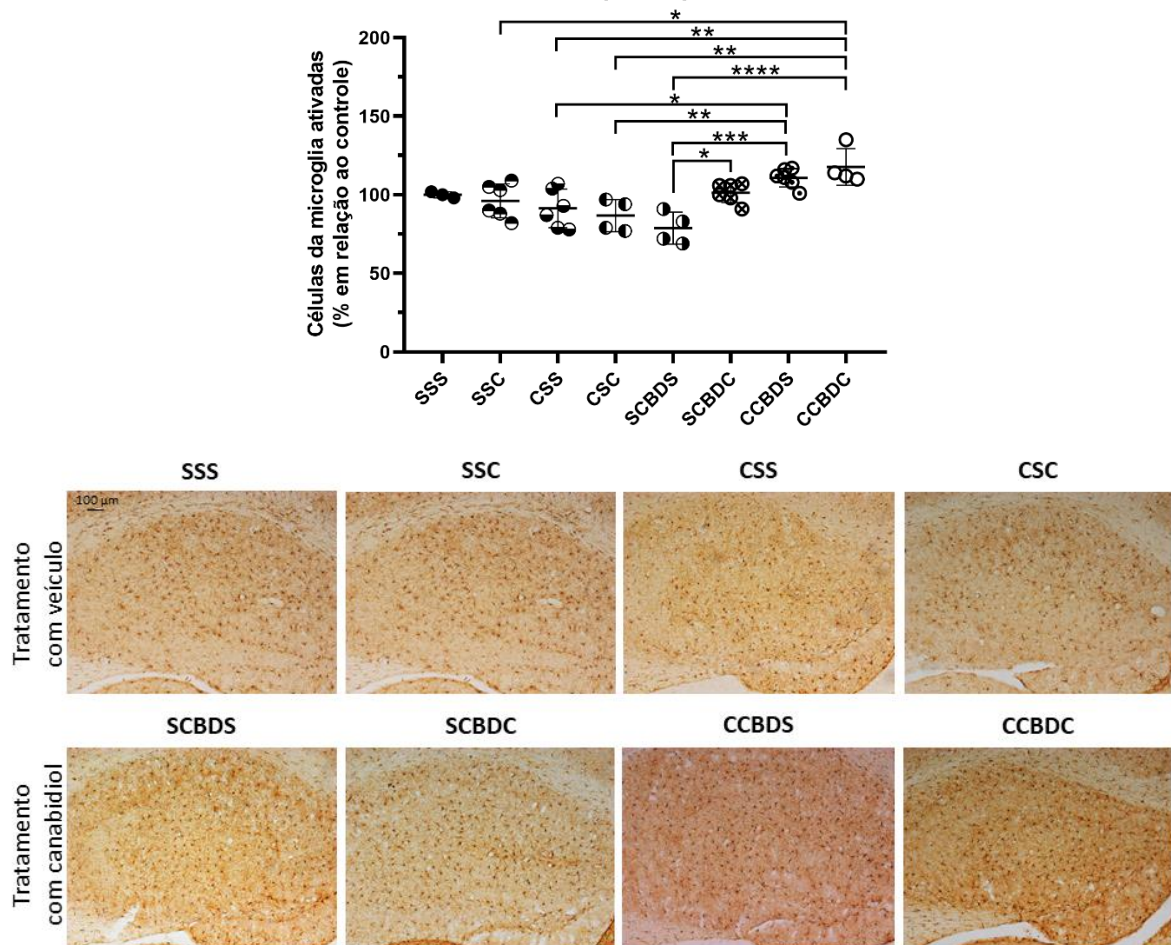 *
**
**
****
*
**
***
*
200
150
100
50
0
Células da microglia ativadas
(% em relação ao controle)
SSS
SSC
CSS
CSC
SCBDS
SCBDC
CCBDS
CCBDC
SSS
SSC
CSS
CSC
100 µm
Tratamento
com veículo
SCBDS
SCBDC
CCBDS
CCBDC
Tratamento
com canabidiol